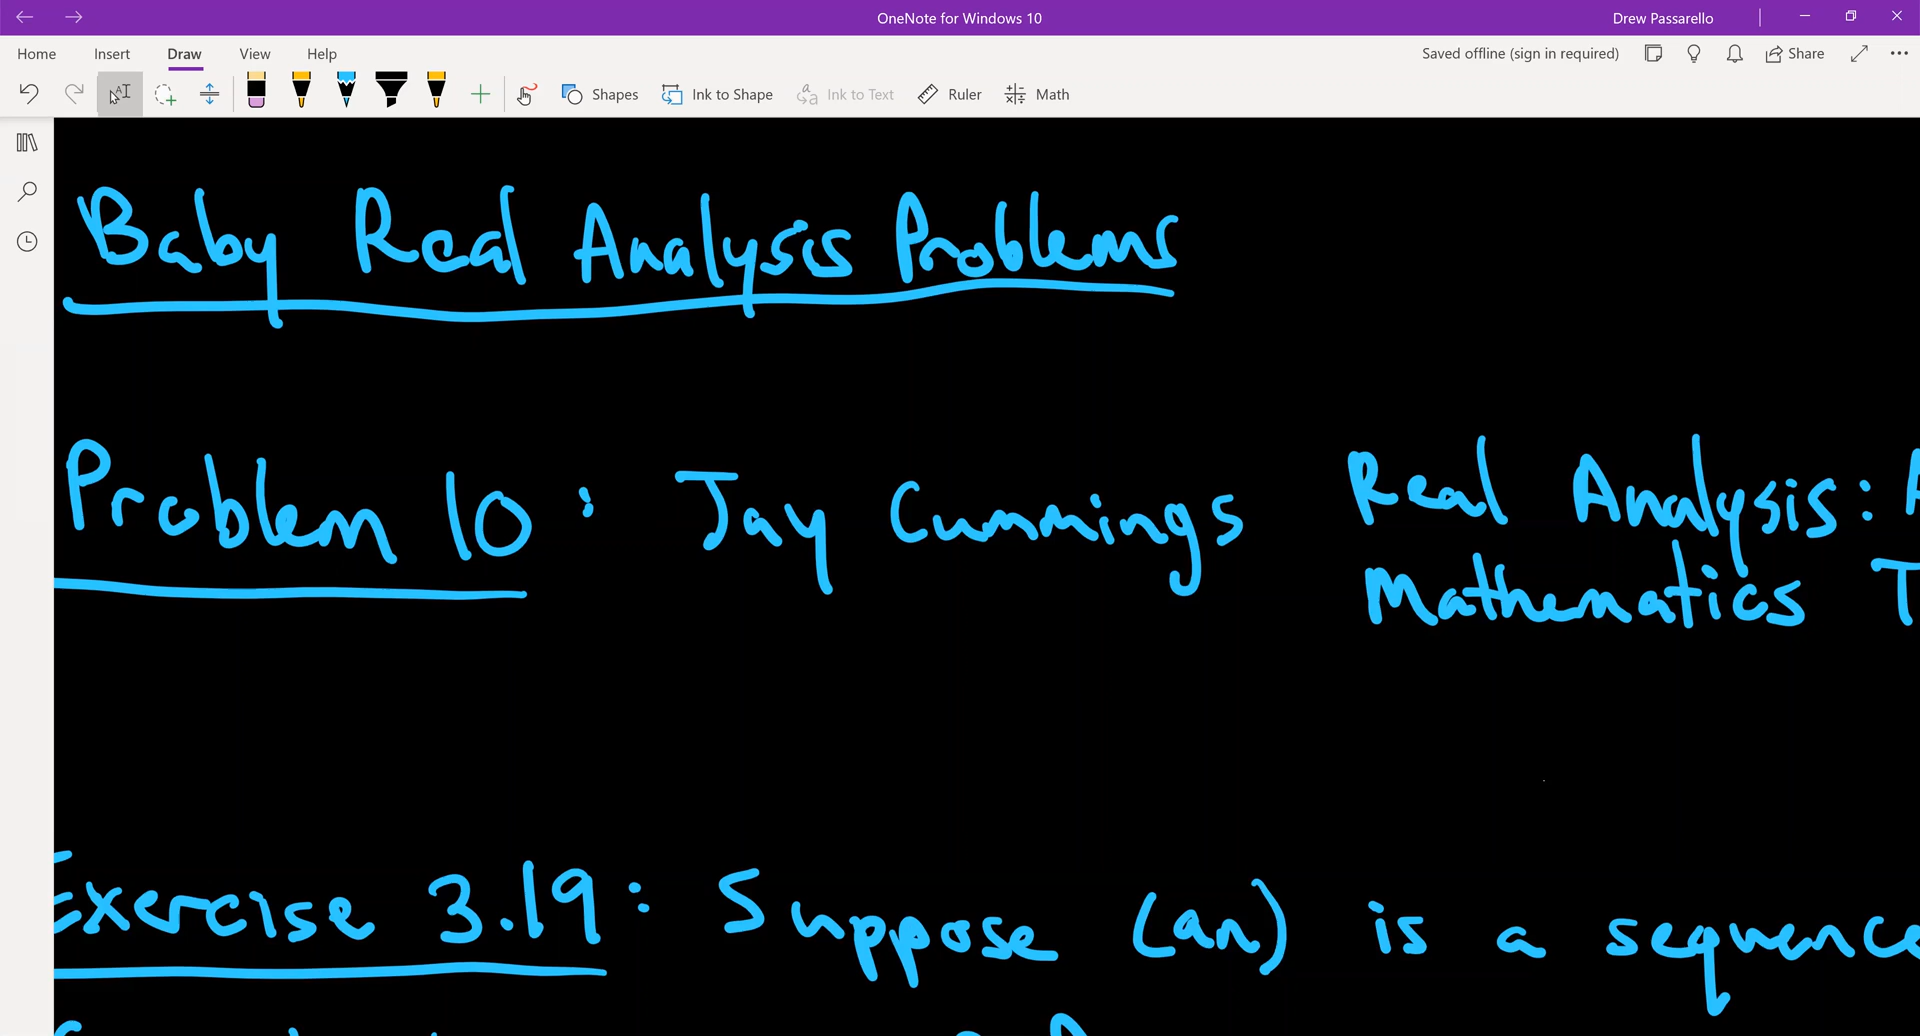 OneNote for Windows 10
Drew Passarello
Home Insert Draw View Help
Saved offline (sign in required)
Share
Shapes
Ink to Shape
Ink to Text
Ruler
Math
Baby Real Analysis Problems
Problem 10: Jay Cummings Real Analysis: A
Mathematics T
Exercise 3.19: Suppose (an) is a sequence